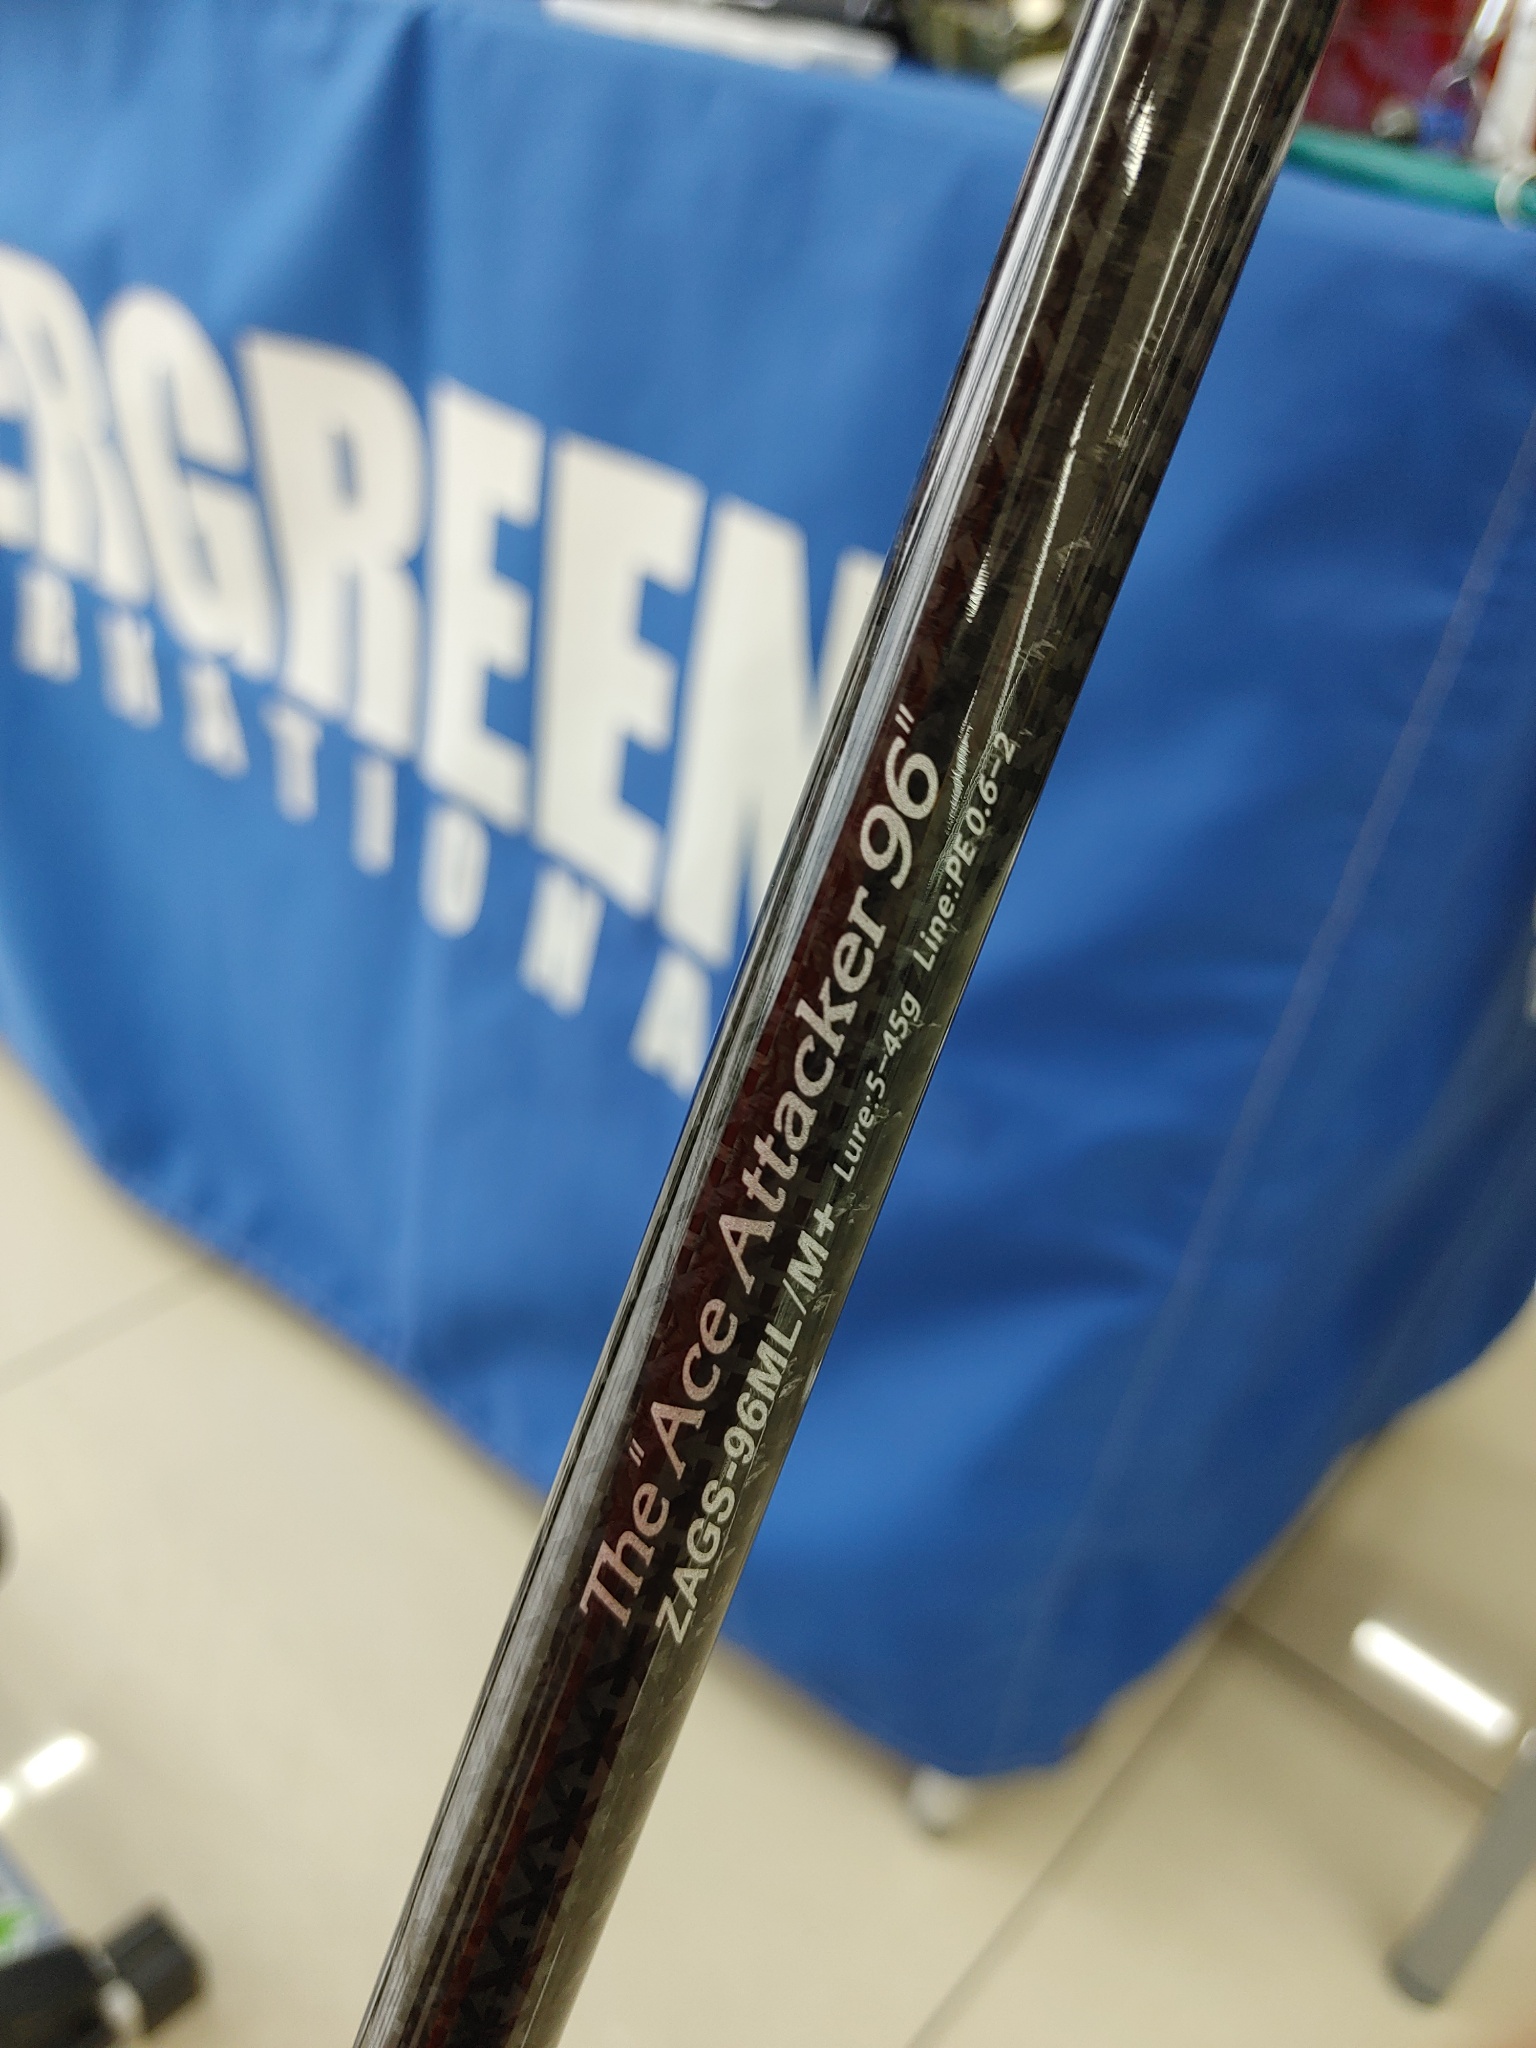 ERGREEN
RNATIONA
The "Ace Attacker 96"
ZAGS-96ML/M+ Lure:5-45g Line:PE 0.6-2